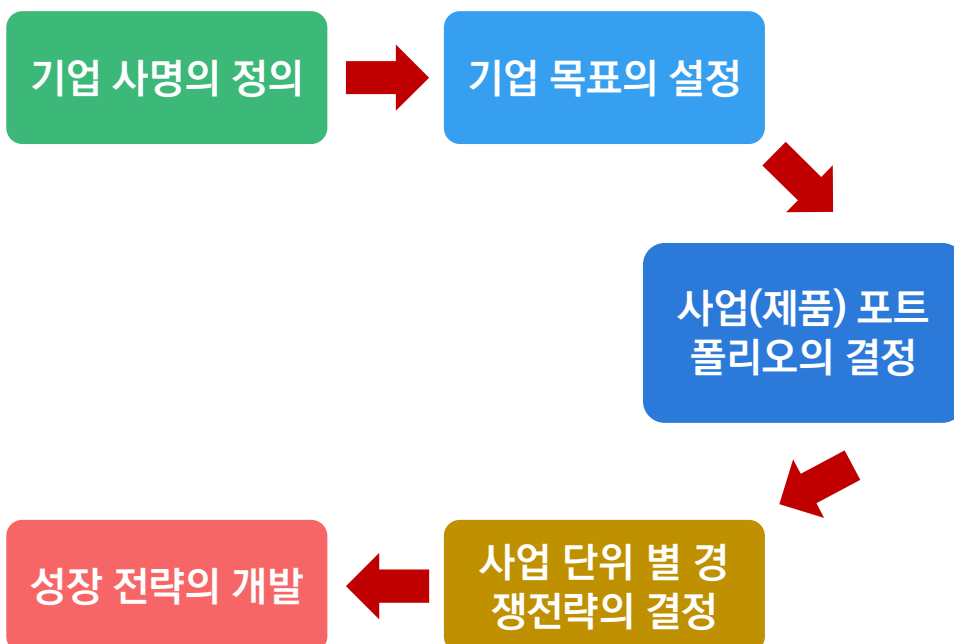 기업 사명의 정의
기업 목표의 설정
사업(제품) 포트
폴리오의 결정
사업 단위 별 경
쟁전략의 결정
성장 전략의 개발